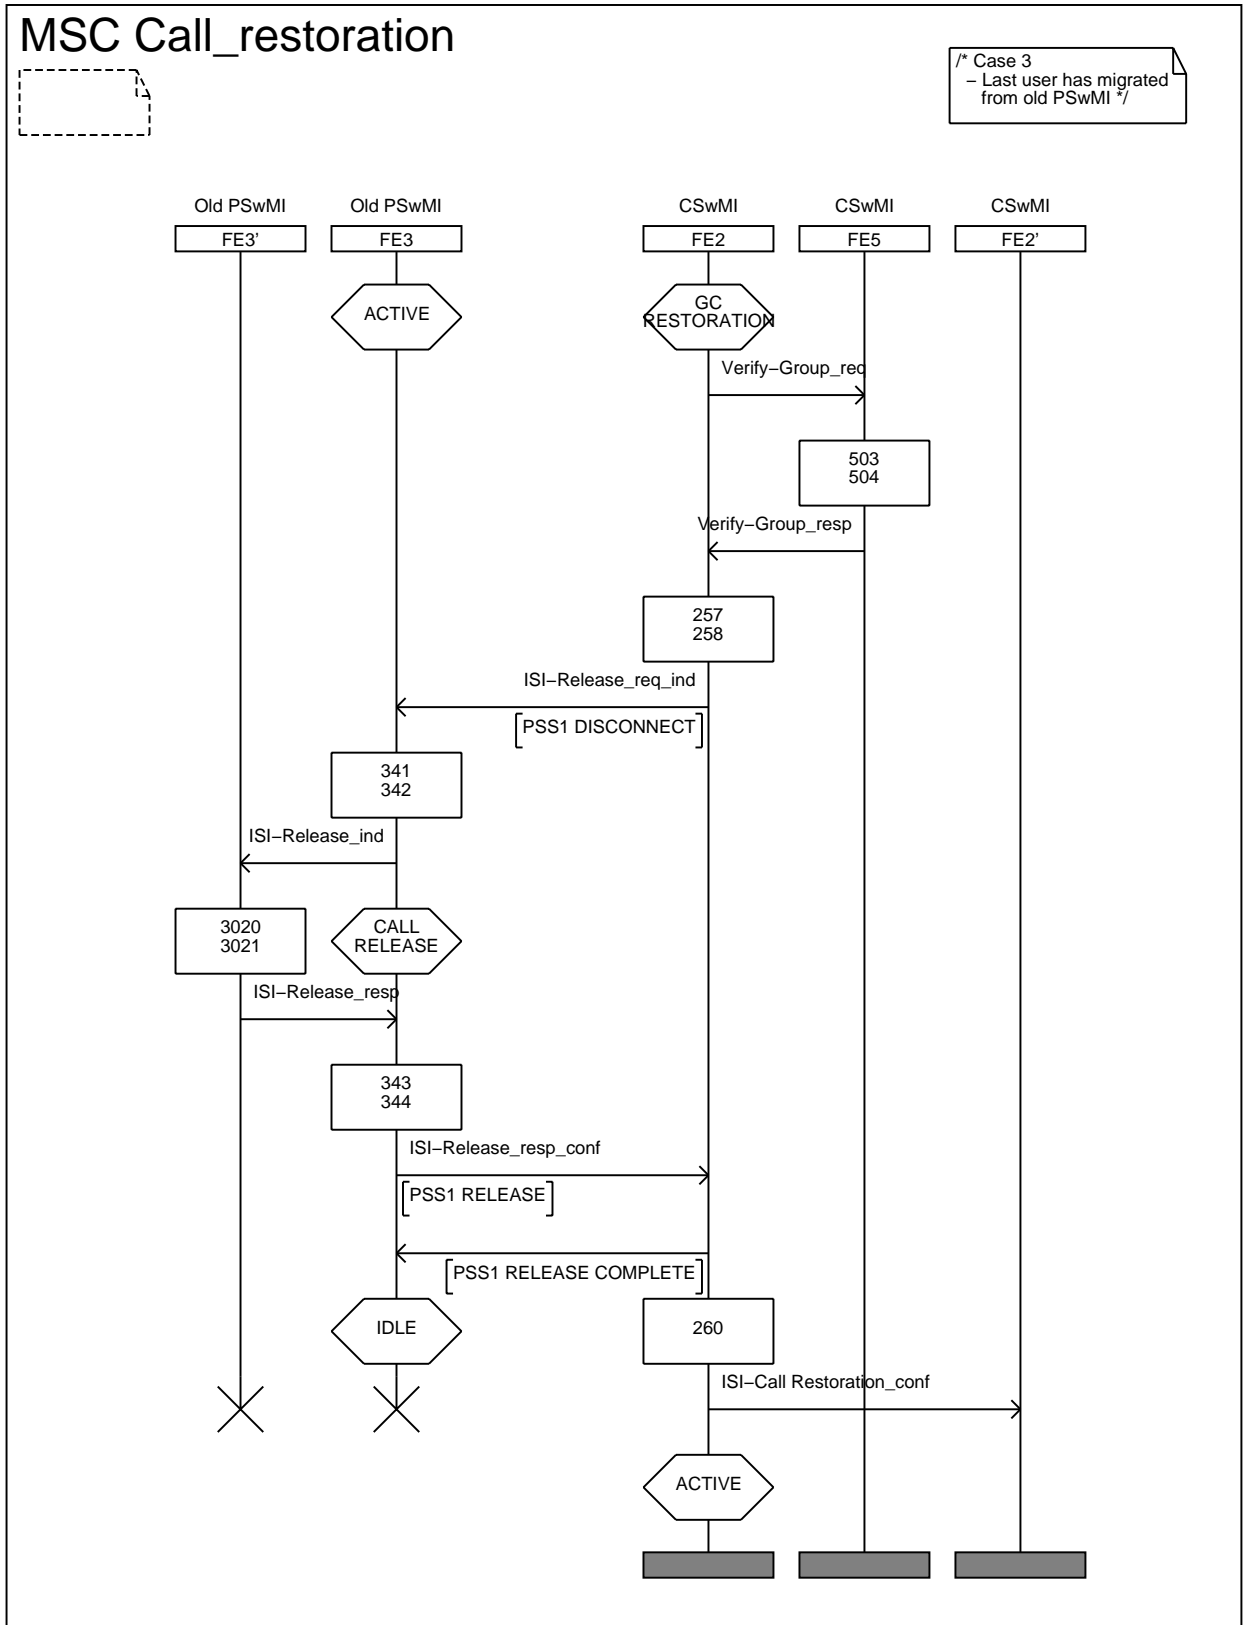 MSC Call_restoration
/* Case 3
– Last user has migrated
from old PSwMI */
Old PSwMI
Old PSwMI
CSwMI
CSwMI
CSwMI
FE3'
FE3
FE2
FE5
FE2'
ACTIVE
GC
RESTORATION
Verify–Group_req
503
504
Verify–Group_resp
257
258
ISI–Release_req_ind
PSS1 DISCONNECT
341
342
ISI–Release_ind
3020
3021
CALL
RELEASE
ISI–Release_resp
343
344
ISI–Release_resp_conf
PSS1 RELEASE
PSS1 RELEASE COMPLETE
IDLE
260
ISI–Call Restoration_conf
ACTIVE